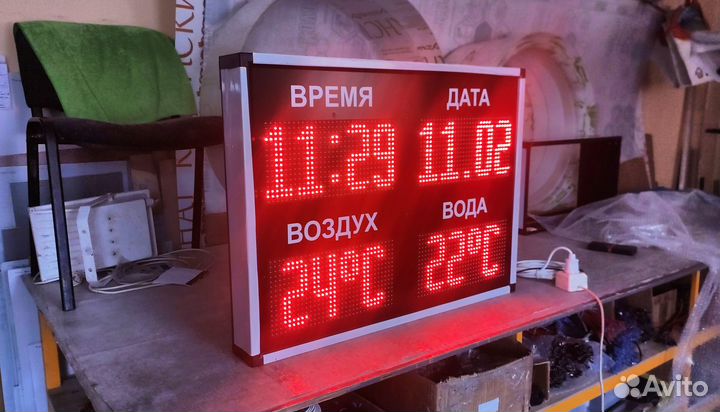 ВРЕМЯ ДАТА
11:29 11.02
ВОЗДУХ ВОДА
24°C 22°C
Avito